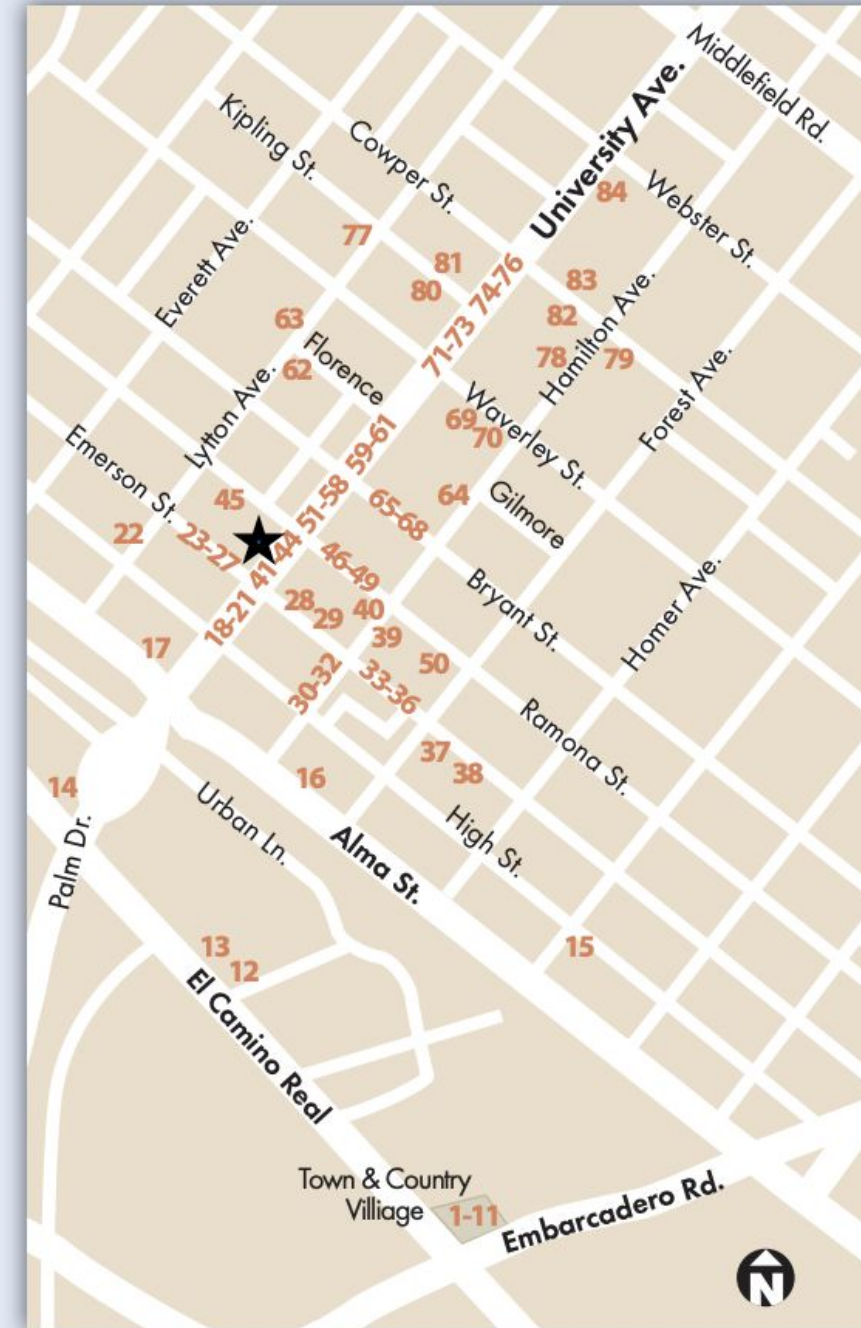 Middlefield Rd.
University Ave.
Kipling St.
Cowper St.
84
Webster St.
77
Everett Ave.
81
80
74-76
83
82
Hamilton Ave.
63
71-73
78
79
62
Florence
Forest Ave.
Lytton Ave.
69
70
Waverley St.
59-61
Emerson St.
45
51-58
65-68
64
Gilmore
22
23-27
41-44
46-49
Bryant St.
Homer Ave.
18-21
28
29
40
39
17
30-32
33-36
50
Ramona St.
37
38
14
16
Urban Ln.
Alma St.
High St.
Palm Dr.
13
12
15
El Camino Real
Town & Country
Villiage
1-11
Embarcadero Rd.
N